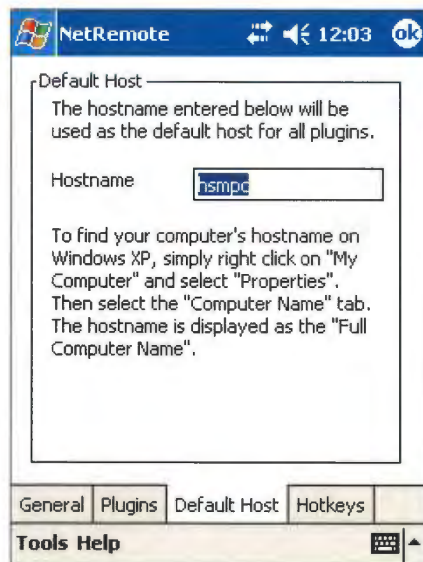 NetRemote 12:03 ok
Default Host
The hostname entered below will be
used as the default host for all plugins.
Hostname hsmpc
To find your computer's hostname on
Windows XP, simply right click on "My
Computer" and select "Properties".
Then select the "Computer Name" tab.
The hostname is displayed as the "Full
Computer Name".
General Plugins Default Host Hotkeys
Tools Help